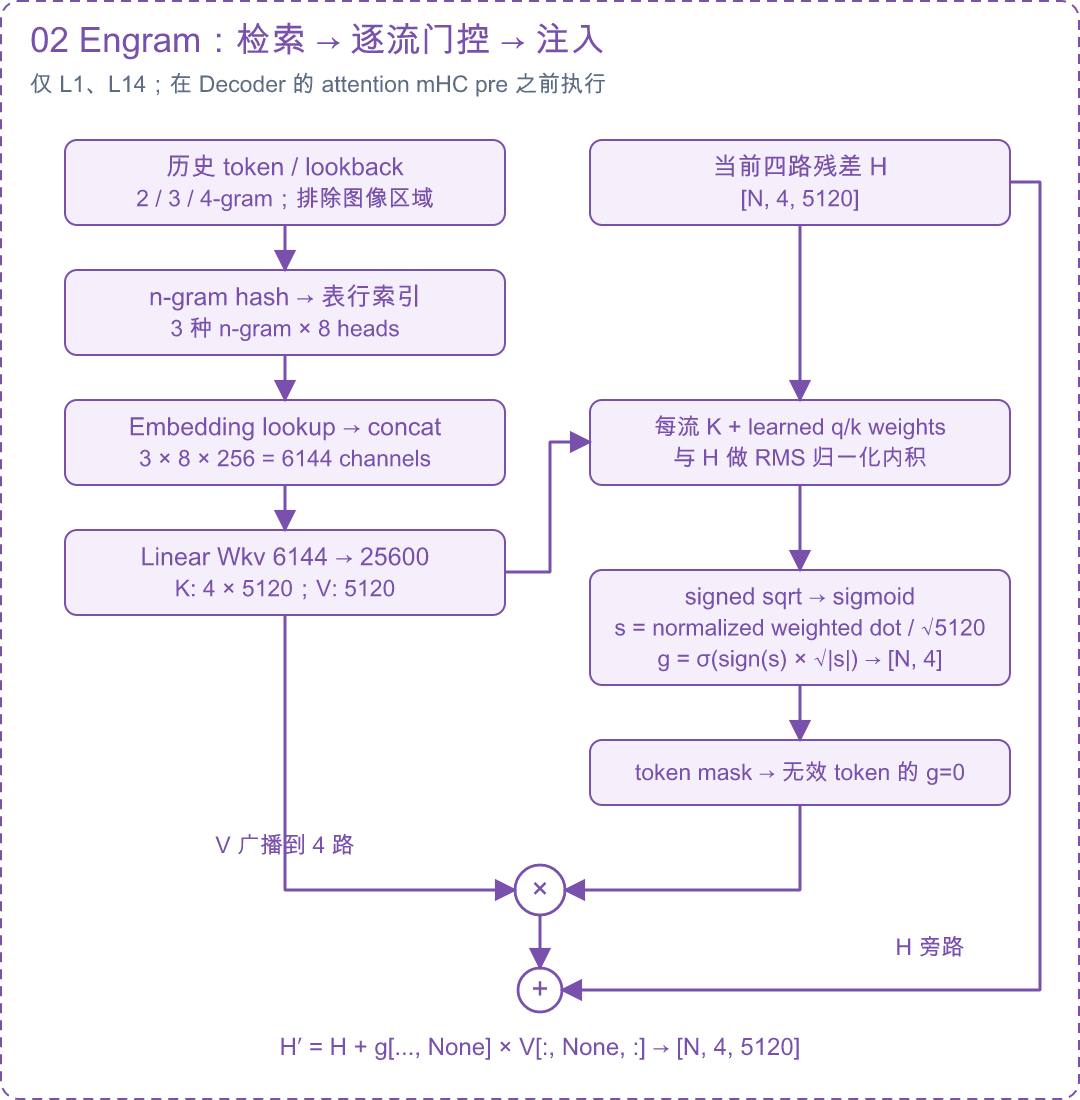 02 Engram：检索 → 逐流门控 → 注入
仅 L1、L14；在 Decoder 的 attention mHC pre 之前执行
历史 token / lookback
2 / 3 / 4-gram；排除图像区域
n-gram hash → 表行索引
3 种 n-gram × 8 heads
Embedding lookup → concat
3 × 8 × 256 = 6144 channels
Linear Wkv 6144 → 25600
K: 4 × 5120；V: 5120
当前四路残差 H
[N, 4, 5120]
每流 K + learned q/k weights
与 H 做 RMS 归一化内积
signed sqrt → sigmoid
s = normalized weighted dot / √5120
g = σ(sign(s) × √|s|) → [N, 4]
token mask → 无效 token 的 g=0
V 广播到 4 路
×
H 旁路
+
H′ = H + g[..., None] × V[:, None, :] → [N, 4, 5120]